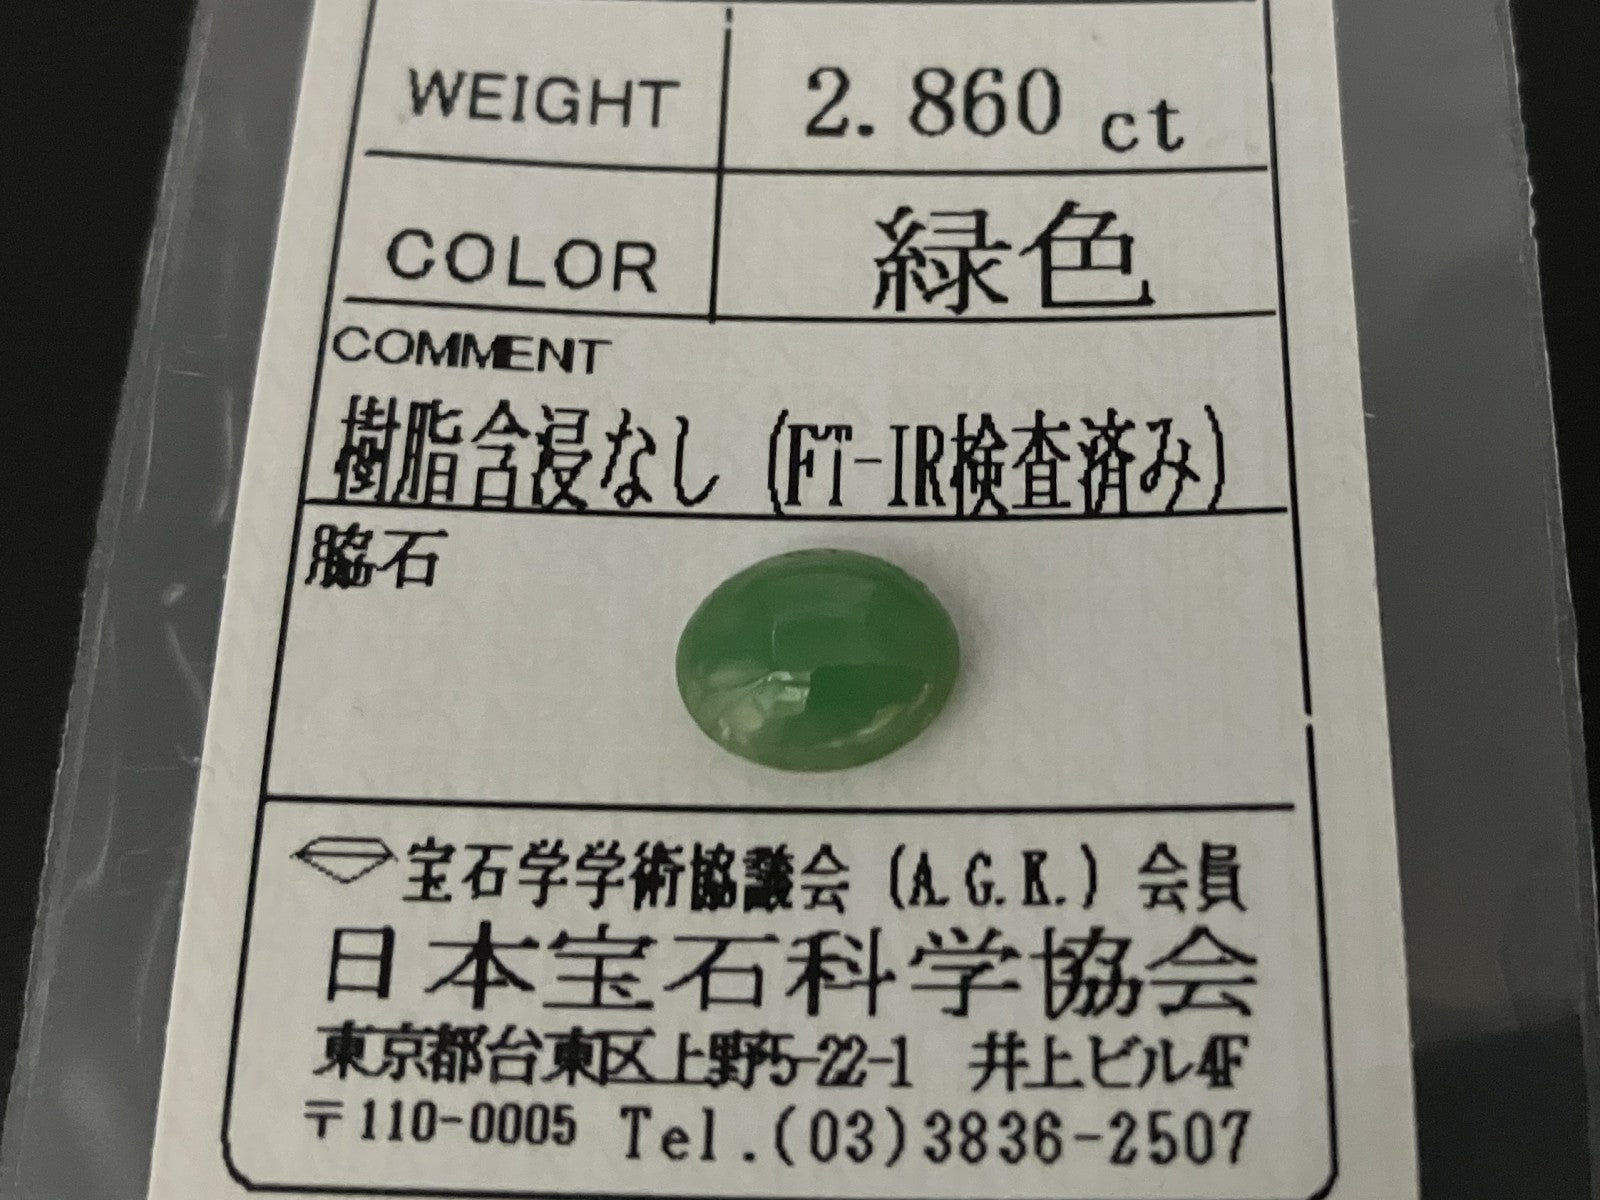 WEIGHT 2.860 ct
COLOR 緑色
COMMENT
樹脂含浸なし (FT-IR検査済み)
脇石
宝石学学術協議会 (A.G.K.) 会員
日本宝石科学協会
東京都台東区上野5-22-1 井上ビル4F
〒110-0005 Tel.(03)3836-2507